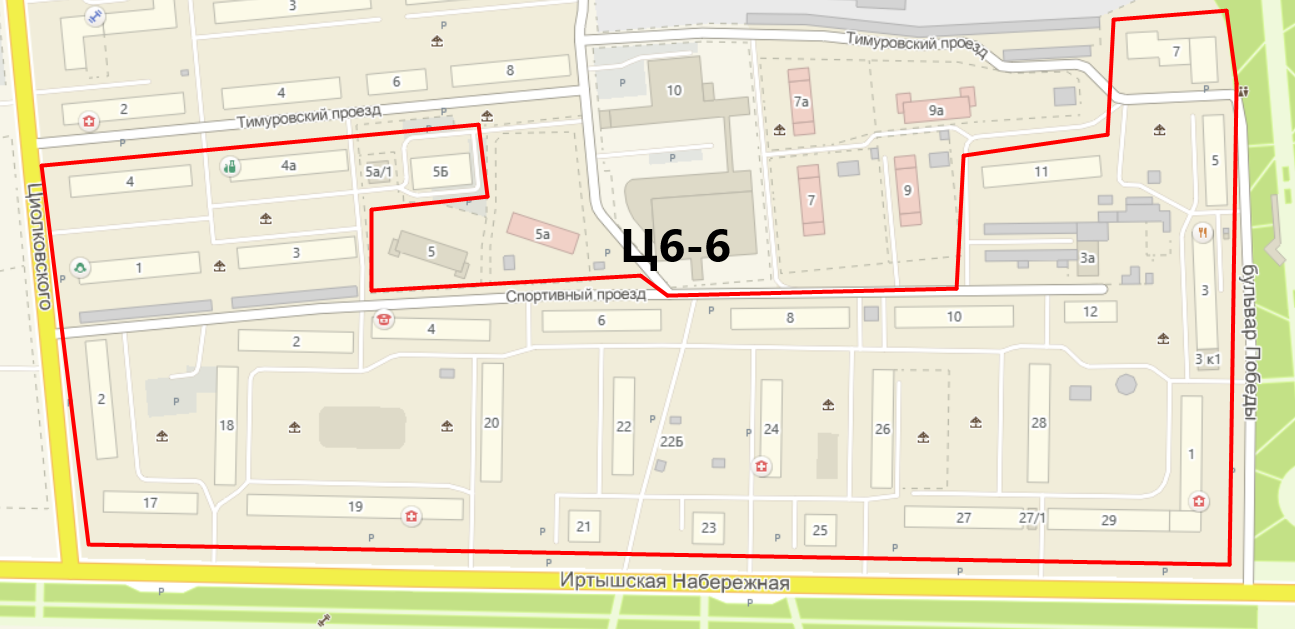 3
P
Тимуровский проезд
7
8
6
P
10
4
7а
P
9а
2
P
Тимуровский проезд
P
P
P
5
P
4а
5а/1
5Б
11
4
9
7
P
5а
Циолковского
3
5
P
Ц6-6
3а
1
P
3
бульвар Победы
Спортивный проезд
P
12
6
8
10
4
2
3 к1
2
P
18
20
22
P
24
26
28
22Б
P
1
P
17
19
P
21
23
25
27
27/1
29
P
P
P
P
P
P
P
Иртышская Набережная
P
P